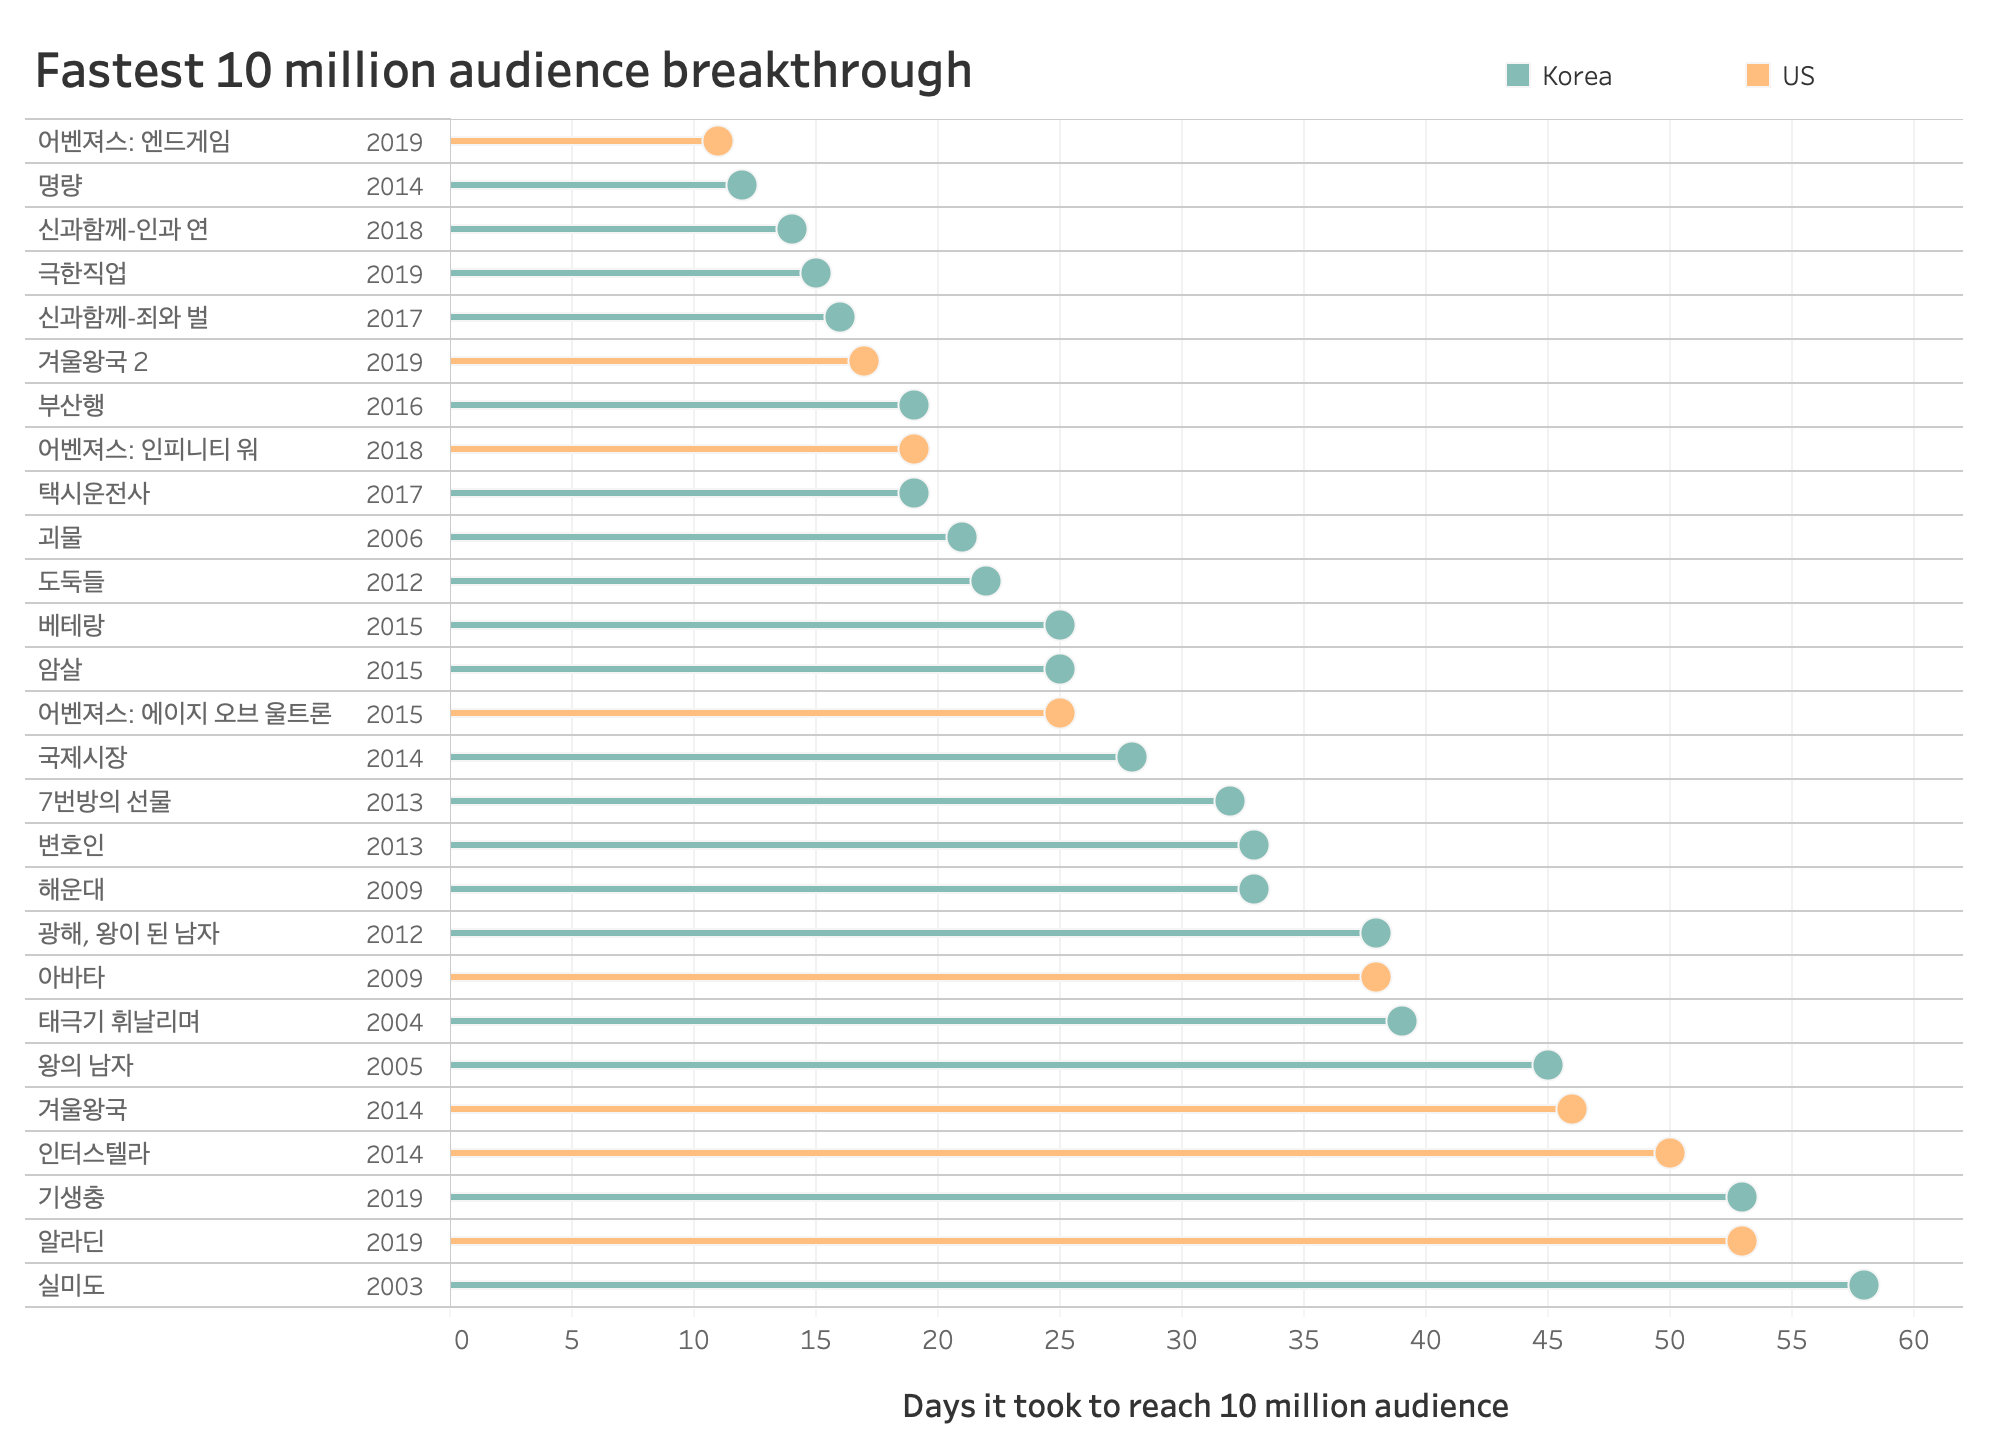 Fastest 10 million audience breakthrough
Korea US
어벤져스: 엔드게임 2019
명량 2014
신과함께-인과 연 2018
극한직업 2019
신과함께-죄와 벌 2017
겨울왕국 2 2019
부산행 2016
어벤져스: 인피니티 워 2018
택시운전사 2017
괴물 2006
도둑들 2012
베테랑 2015
암살 2015
어벤져스: 에이지 오브 울트론 2015
국제시장 2014
7번방의 선물 2013
변호인 2013
해운대 2009
광해, 왕이 된 남자 2012
아바타 2009
태극기 휘날리며 2004
왕의 남자 2005
겨울왕국 2014
인터스텔라 2014
기생충 2019
알라딘 2019
실미도 2003
0 5 10 15 20 25 30 35 40 45 50 55 60
Days it took to reach 10 million audience